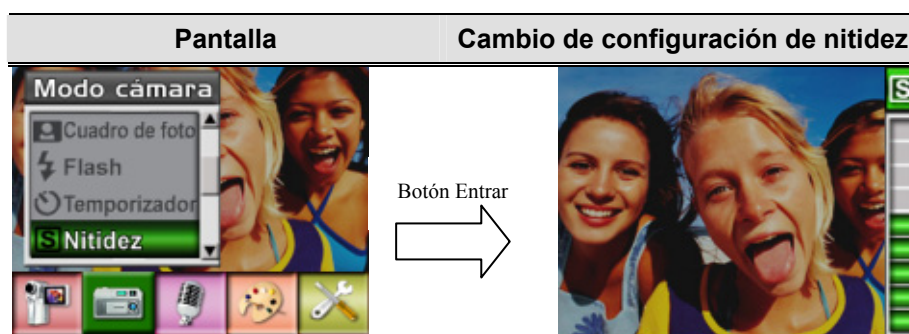 Pantalla
Cambio de configuración de nitidez
Modo cámara
Cuadro de foto
Flash
Temporizador
S Nitidez
Botón Entrar
S